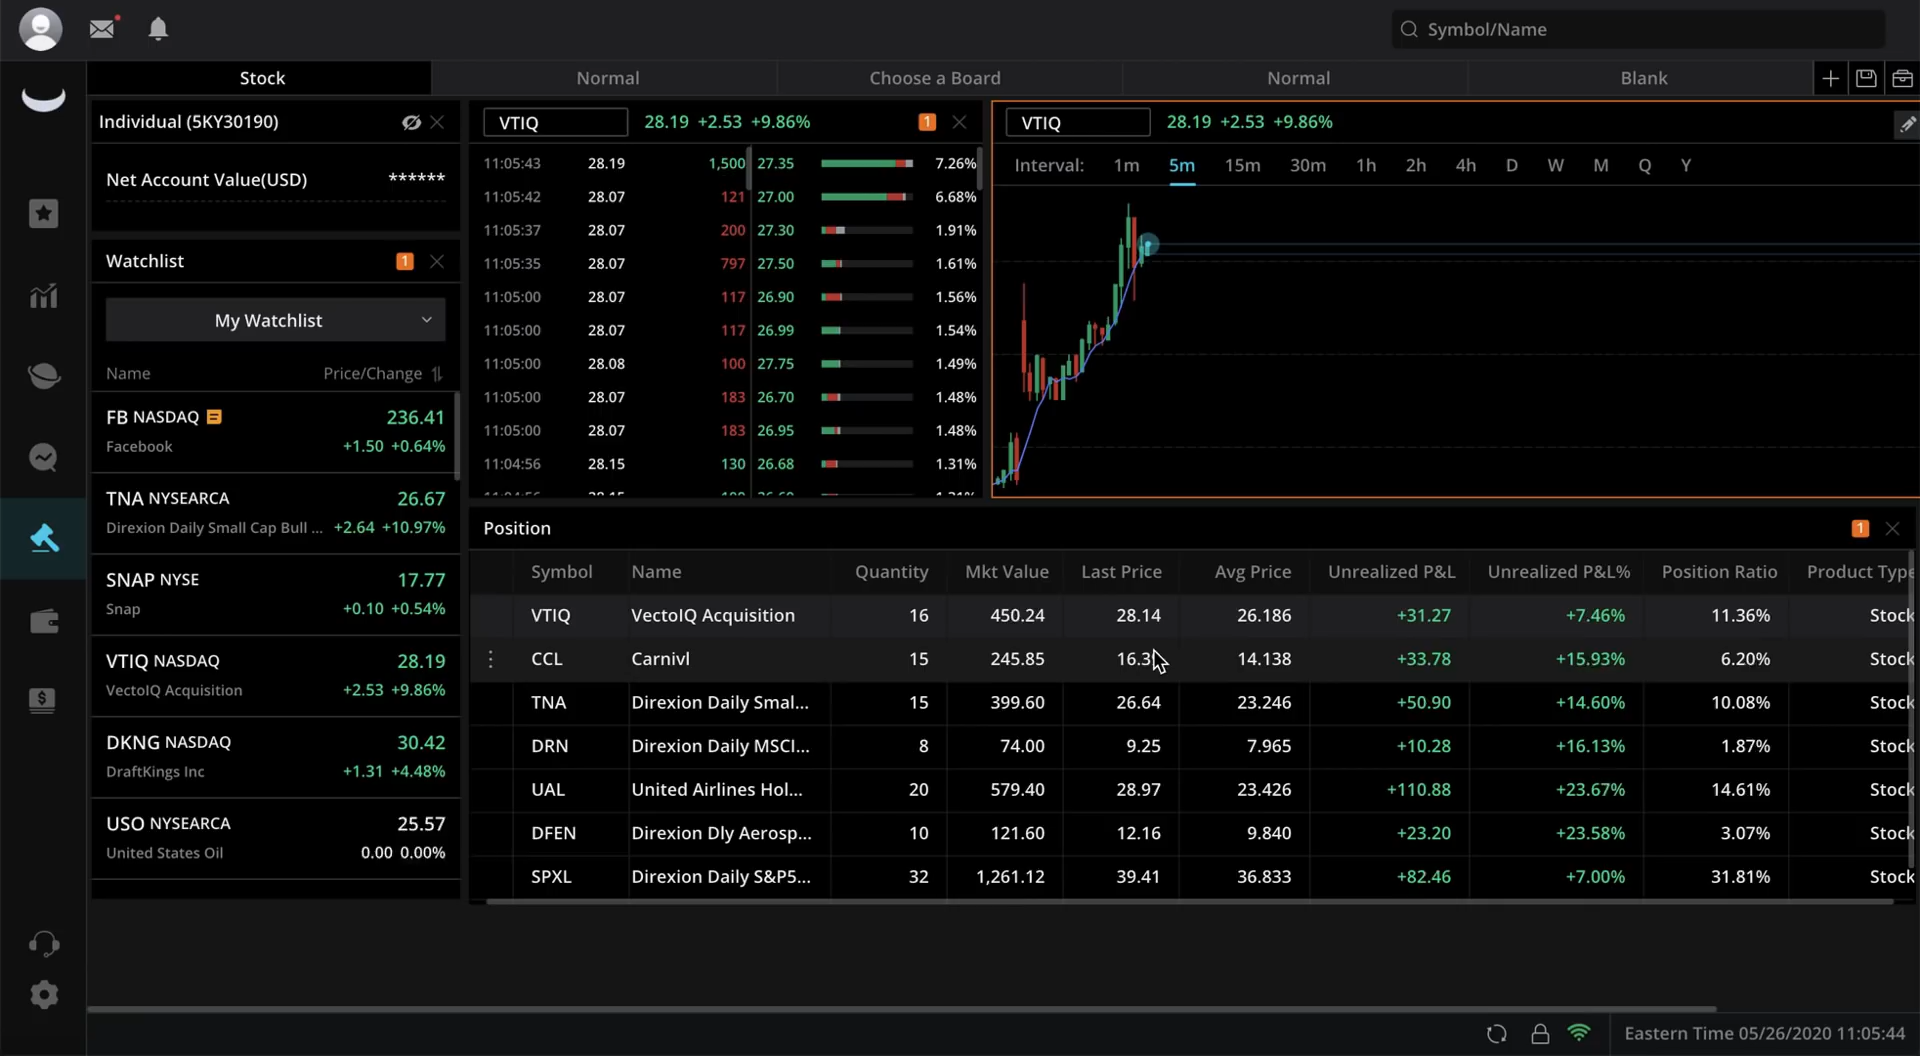 Symbol/Name
Stock Normal Choose a Board Normal Blank
Individual (5KY30190)
Net Account Value(USD) ******
Watchlist 1
My Watchlist
Name Price/Change
FB NASDAQ 236.41
Facebook +1.50 +0.64%
TNA NYSEARCA 26.67
Direxion Daily Small Cap Bull ... +2.64 +10.97%
SNAP NYSE 17.77
Snap +0.10 +0.54%
VTIQ NASDAQ 28.19
VectoIQ Acquisition +2.53 +9.86%
DKNG NASDAQ 30.42
DraftKings Inc +1.31 +4.48%
USO NYSEARCA 25.57
United States Oil 0.00 0.00%
VTIQ 28.19 +2.53 +9.86% 1
11:05:43 28.19 1,500 27.35 7.26%
11:05:42 28.07 121 27.00 6.68%
11:05:37 28.07 200 27.30 1.91%
11:05:35 28.07 797 27.50 1.61%
11:05:00 28.07 117 26.90 1.56%
11:05:00 28.07 117 26.99 1.54%
11:05:00 28.08 100 27.75 1.49%
11:05:00 28.07 183 26.70 1.48%
11:05:00 28.07 183 26.95 1.48%
11:04:56 28.15 130 26.68 1.31%
VTIQ 28.19 +2.53 +9.86%
Interval: 1m 5m 15m 30m 1h 2h 4h D W M Q Y
Position 1
Symbol Name Quantity Mkt Value Last Price Avg Price Unrealized P&L Unrealized P&L% Position Ratio Product Type
VTIQ VectoIQ Acquisition 16 450.24 28.14 26.186 +31.27 +7.46% 11.36% Stock
CCL Carnivl 15 245.85 14.138 +33.78 +15.93% 6.20% Stock
TNA Direxion Daily Smal... 15 399.60 26.64 23.246 +50.90 +14.60% 10.08% Stock
DRN Direxion Daily MSCI... 8 74.00 9.25 7.965 +10.28 +16.13% 1.87% Stock
UAL United Airlines Hol... 20 579.40 28.97 23.426 +110.88 +23.67% 14.61% Stock
DFEN Direxion Dly Aerosp... 10 121.60 12.16 9.840 +23.20 +23.58% 3.07% Stock
SPXL Direxion Daily S&P5... 32 1,261.12 39.41 36.833 +82.46 +7.00% 31.81% Stock
Eastern Time 05/26/2020 11:05:44